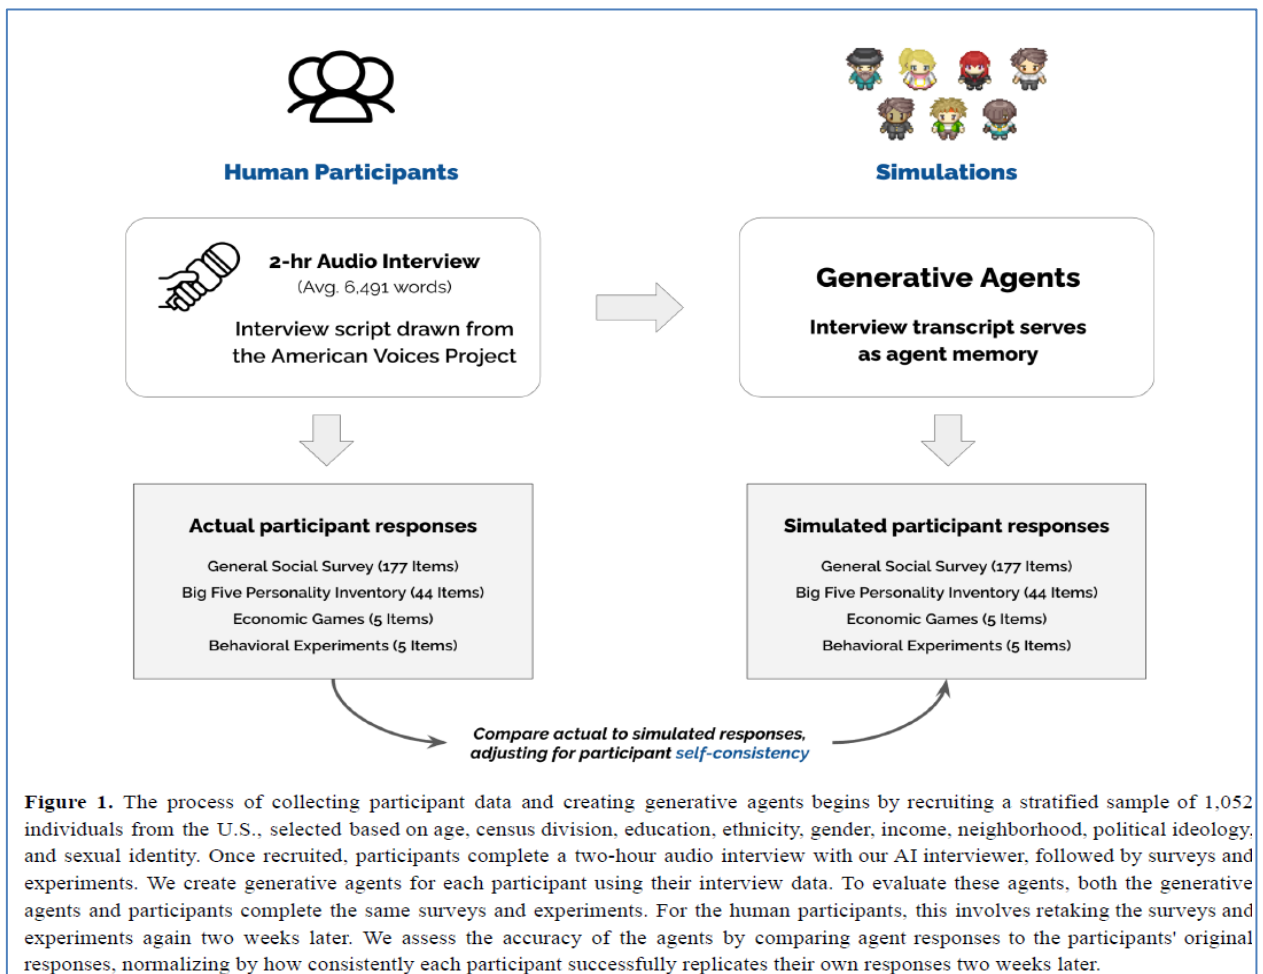 Human Participants
Simulations
2-hr Audio Interview
(Avg. 6,491 words)
Interview script drawn from
the American Voices Project
Generative Agents
Interview transcript serves
as agent memory
Actual participant responses
General Social Survey (177 Items)
Big Five Personality Inventory (44 Items)
Economic Games (5 Items)
Behavioral Experiments (5 Items)
Simulated participant responses
General Social Survey (177 Items)
Big Five Personality Inventory (44 Items)
Economic Games (5 Items)
Behavioral Experiments (5 Items)
Compare actual to simulated responses,
adjusting for participant self-consistency
Figure 1. The process of collecting participant data and creating generative agents begins by recruiting a stratified sample of 1,052
individuals from the U.S., selected based on age, census division, education, ethnicity, gender, income, neighborhood, political ideology,
and sexual identity. Once recruited, participants complete a two-hour audio interview with our AI interviewer, followed by surveys and
experiments. We create generative agents for each participant using their interview data. To evaluate these agents, both the generative
agents and participants complete the same surveys and experiments. For the human participants, this involves retaking the surveys and
experiments again two weeks later. We assess the accuracy of the agents by comparing agent responses to the participants' original
responses, normalizing by how consistently each participant successfully replicates their own responses two weeks later.